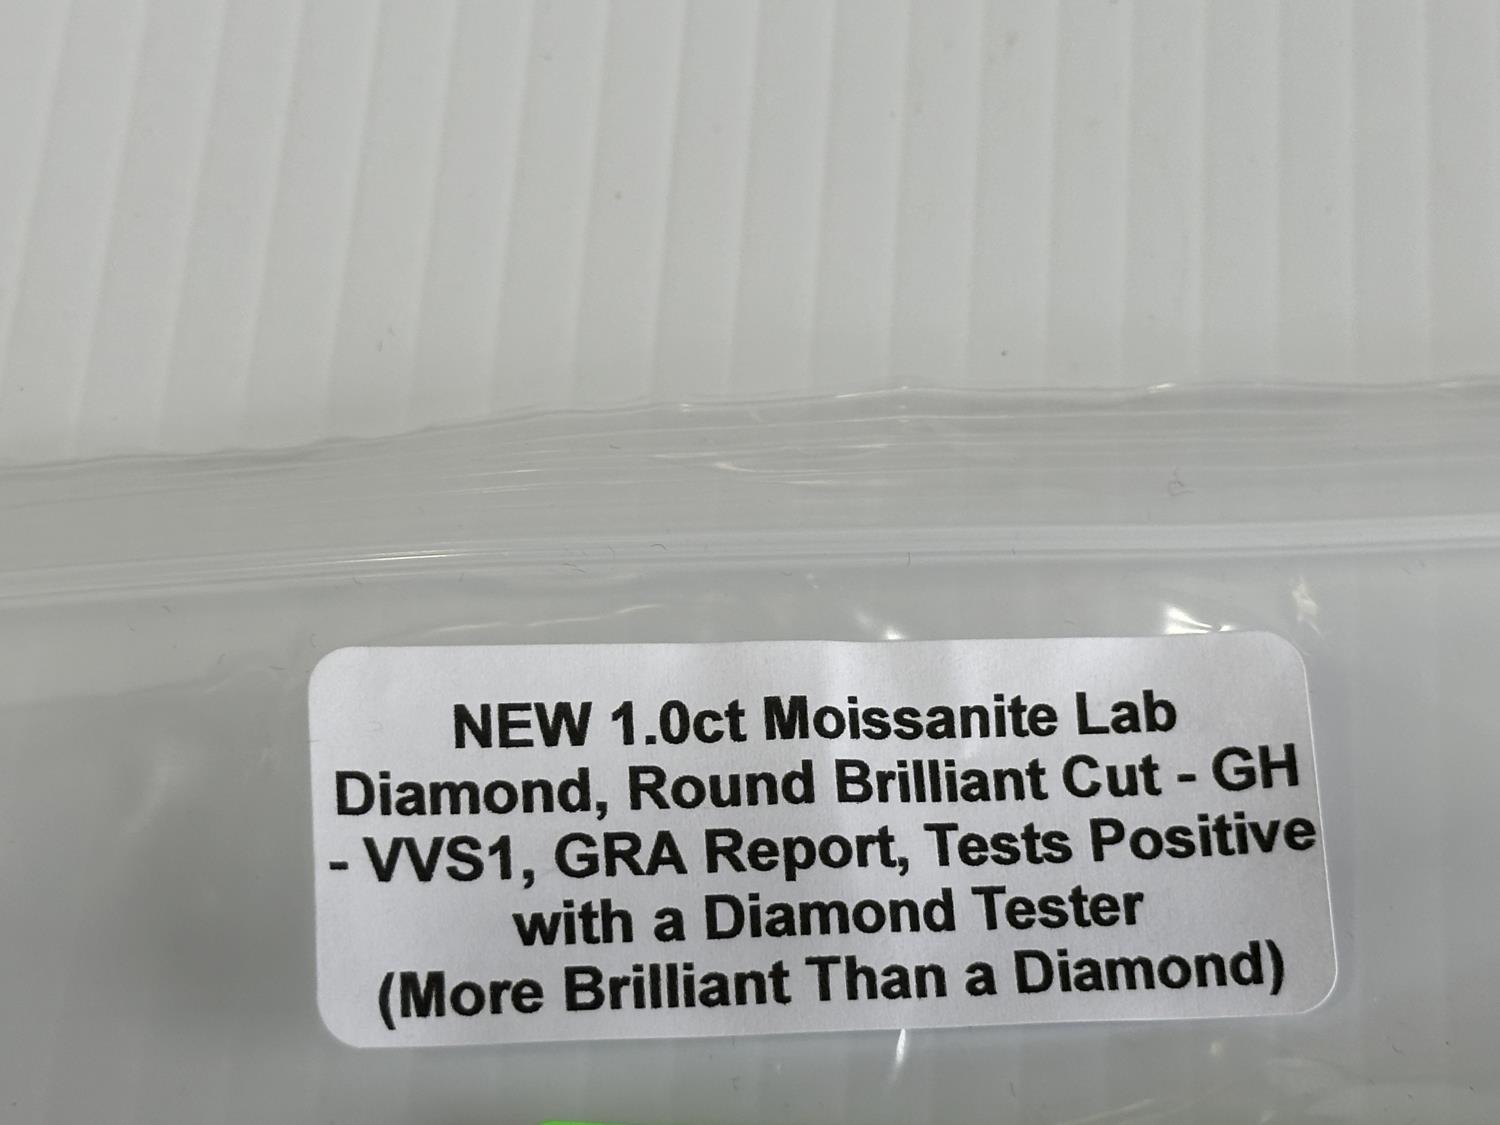 NEW 1.0ct Moissanite Lab
Diamond, Round Brilliant Cut - GH
- VVS1, GRA Report, Tests Positive
with a Diamond Tester
(More Brilliant Than a Diamond)